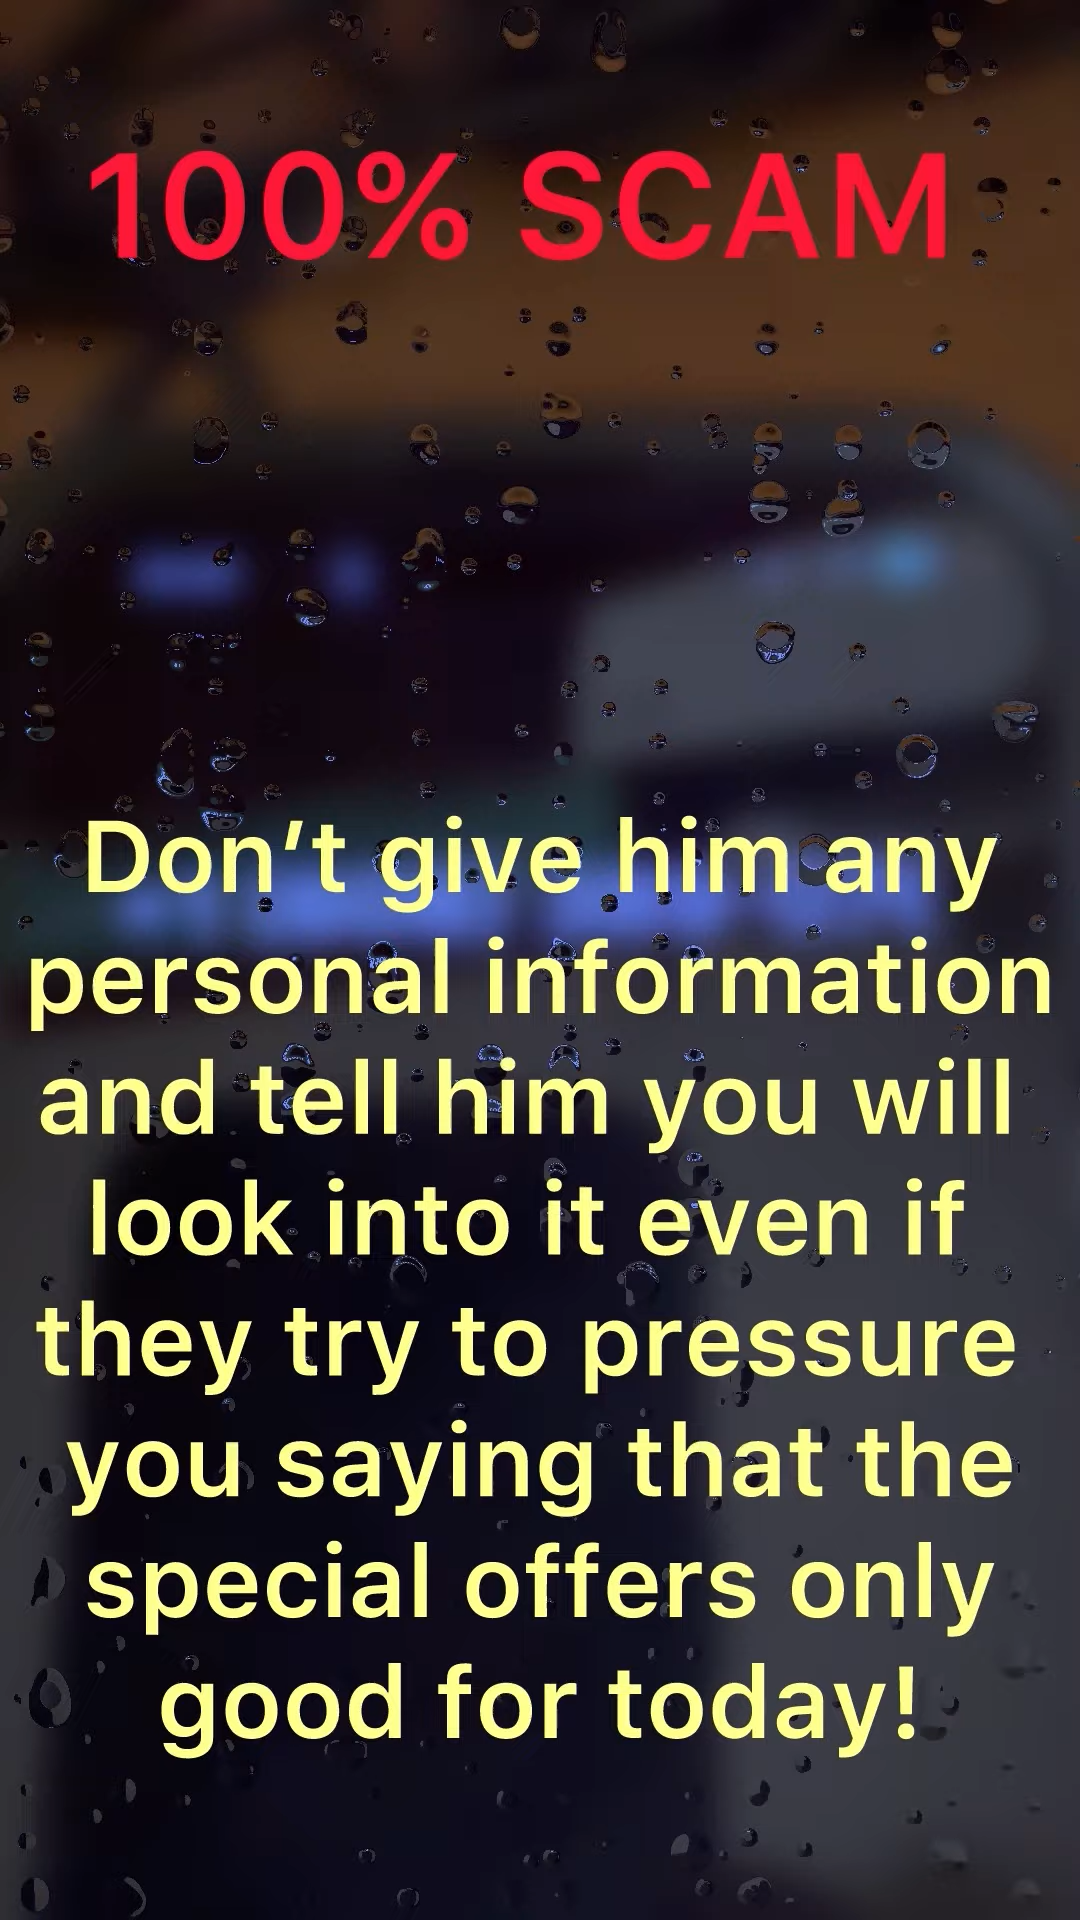 100% SCAM
Don’t give him any
personal information
and tell him you will
look into it even if
they try to pressure
you saying that the
special offers only
good for today!